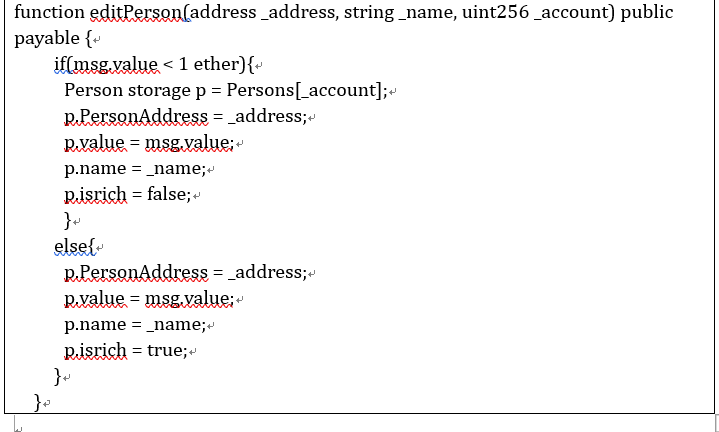 function editPerson(address _address, string _name, uint256 _account) public
payable {
if(msg.value < 1 ether){
Person storage p = Persons[_account];
p.PersonAddress = _address;
p.value = msg.value;
p.name = _name;
p.isrich = false;
}
else{
p.PersonAddress = _address;
p.value = msg.value;
p.name = _name;
p.isrich = true;
}
}